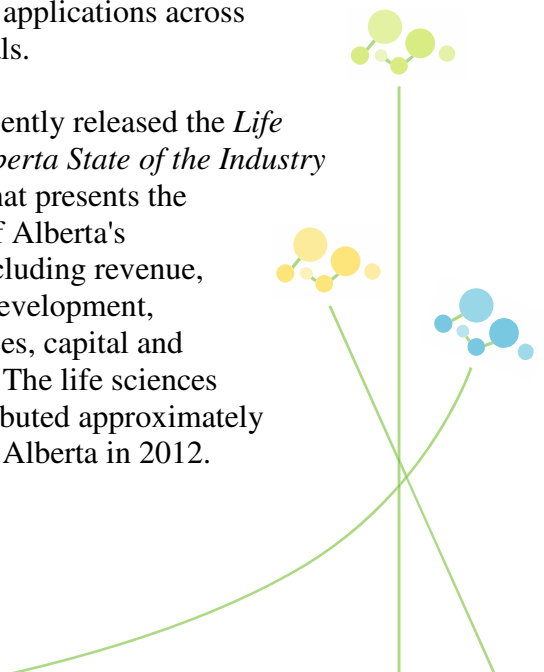 applications across
ls.
ently released the Life
berta State of the Industry
hat presents the
f Alberta's
cluding revenue,
evelopment,
es, capital and
The life sciences
buted approximately
Alberta in 2012.